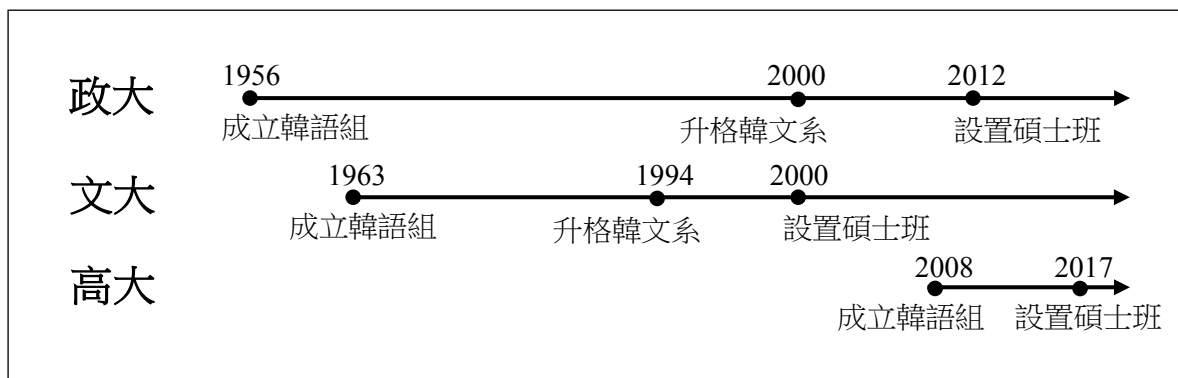 政大
1956 2000 2012
成立韓語組 升格韓文系 設置碩士班
文大
1963 1994 2000
成立韓語組 升格韓文系 設置碩士班
高大
2008 2017
成立韓語組 設置碩士班